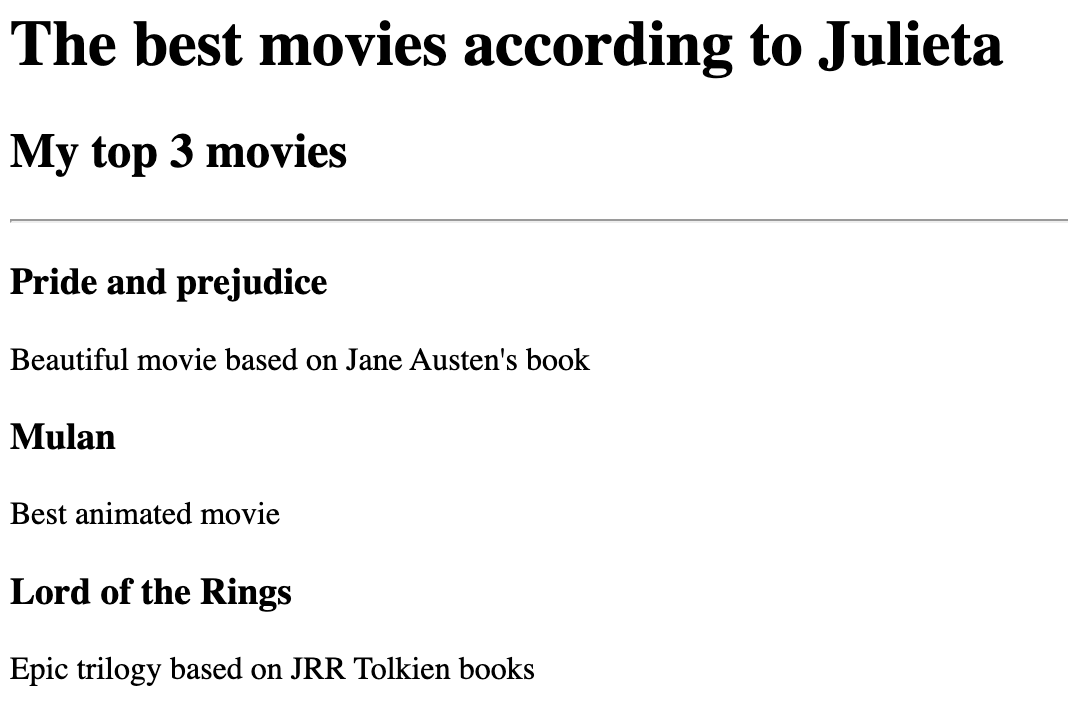 The best movies according to Julieta
My top 3 movies
Pride and prejudice
Beautiful movie based on Jane Austen's book
Mulan
Best animated movie
Lord of the Rings
Epic trilogy based on JRR Tolkien books